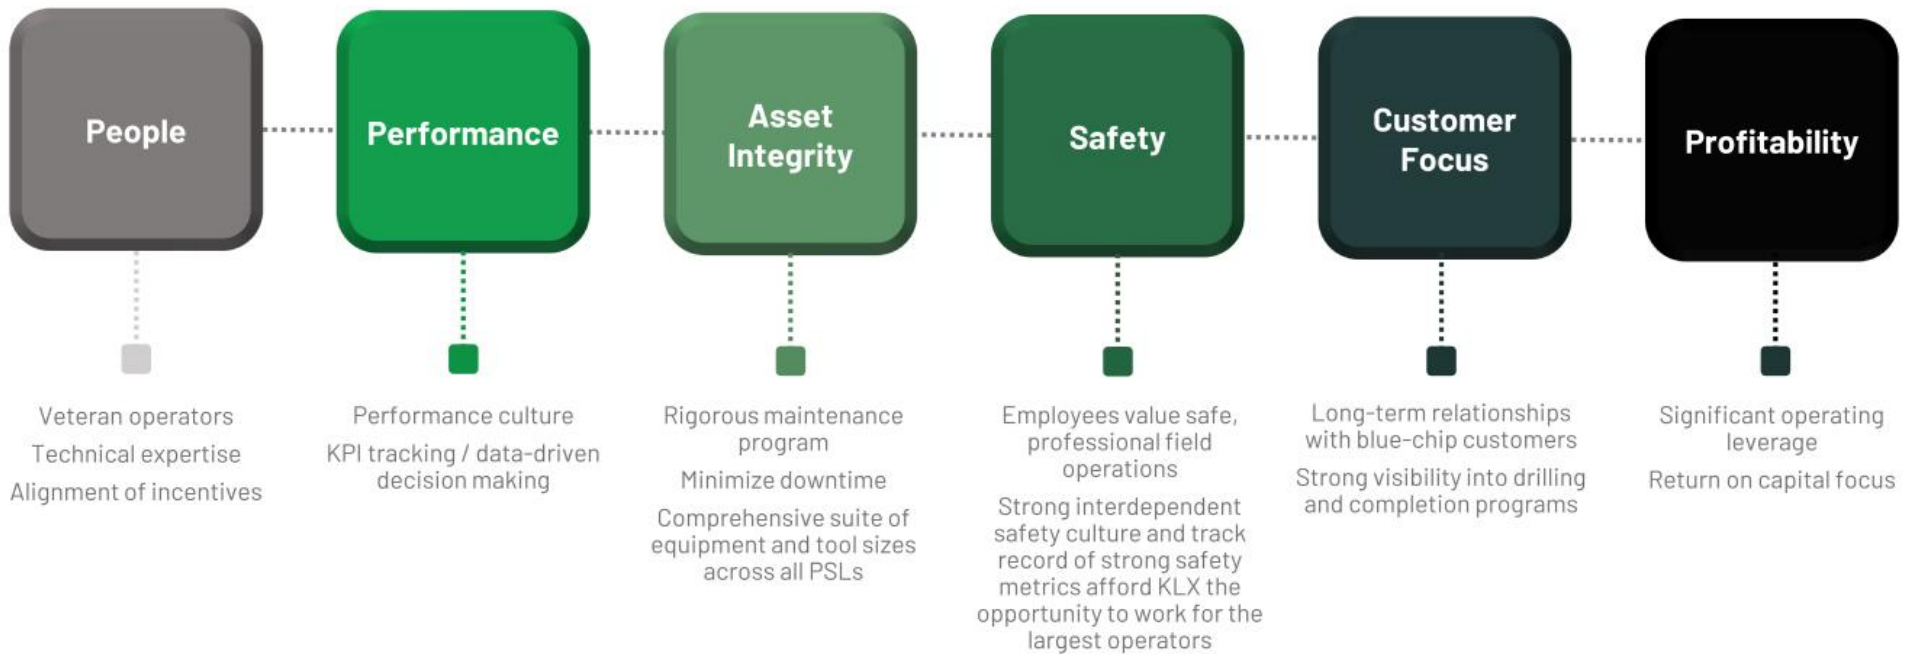 People
Performance
Asset
Integrity
Safety
Customer
Focus
Profitability
Veteran operators
Technical expertise
Alignment of incentives
Performance culture
KPI tracking / data-driven
decision making
Rigorous maintenance
program
Minimize downtime
Comprehensive suite of
equipment and tool sizes
across all PSLs
Employees value safe,
professional field
operations
Strong interdependent
safety culture and track
record of strong safety
metrics afford KLX the
opportunity to work for the
largest operators
Long-term relationships
with blue-chip customers
Strong visibility into drilling
and completion programs
Significant operating
leverage
Return on capital focus